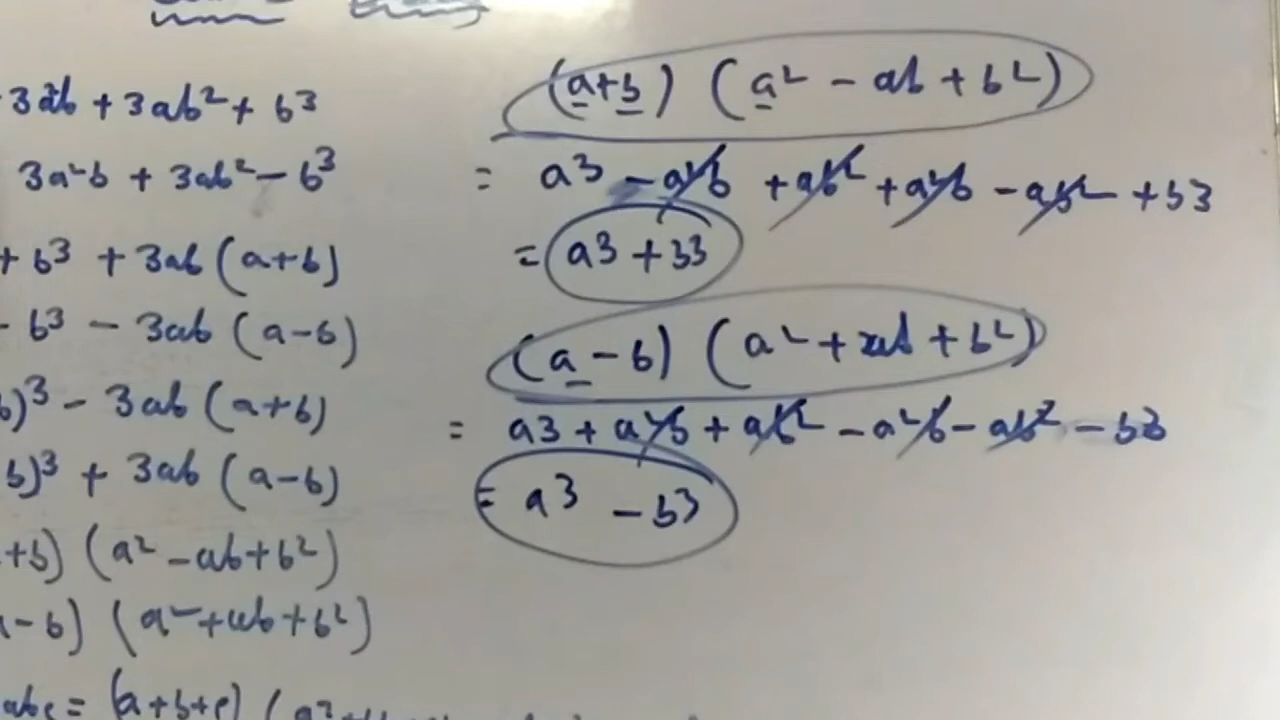 3a²b + 3ab² + b³
3a²b + 3ab² - b³
+ b³ + 3ab (a+b)
- b³ - 3ab (a-b)
b)³ - 3ab (a+b)
b)³ + 3ab (a-b)
+b) (a² - ab + b²)
a-b) (a² + ab + b²)
abc = (a+b+c) (a²+
(a+b) (a² - ab + b²)
= a³ - a²b + ab² + a²b - ab² + b³
= a³ + b³
(a-b) (a² + ab + b²)
= a³ + a²b + ab² - a²b - ab² - b³
= a³ - b³